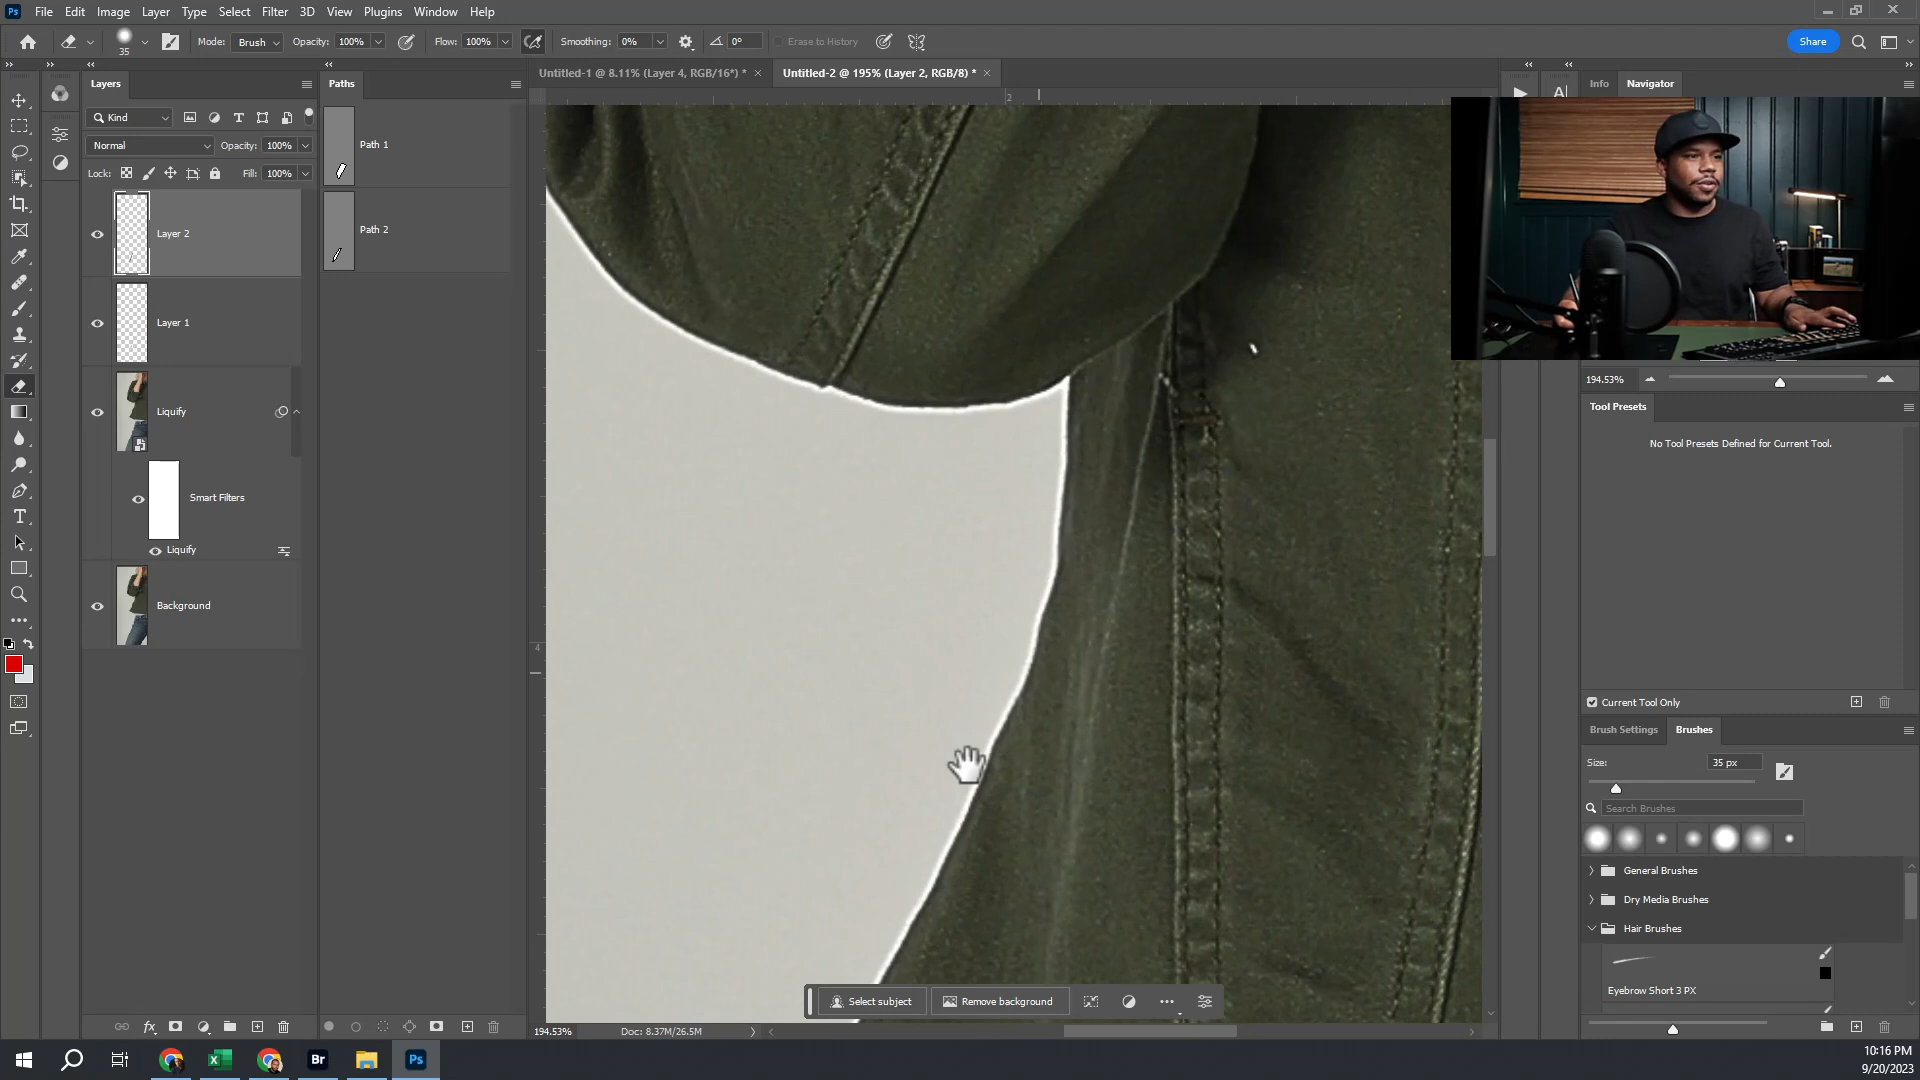 Ps File Edit Image Layer Type Select Filter 3D View Plugins Window Help
35 Mode: Brush Opacity: 100% Flow: 100% Smoothing: 0% 0° Erase to History Share
Layers
Paths
Untitled-1 @ 8.11% (Layer 4, RGB/16*) * ×
Untitled-2 @ 195% (Layer 2, RGB/8) * ×
Info Navigator
Kind
Normal Opacity: 100%
Lock: Fill: 100%
Path 1
Path 2
Layer 2
Layer 1
Liquify
Smart Filters
Liquify
Background
2
4
194.53%
Tool Presets
No Tool Presets Defined for Current Tool.
Current Tool Only
Brush Settings Brushes
Size: 35 px
Search Brushes
General Brushes
Dry Media Brushes
Hair Brushes
Eyebrow Short 3 PX
Select subject Remove background
194.53% Doc: 8.37M/26.5M
Br Ps
10:16 PM
9/20/2023